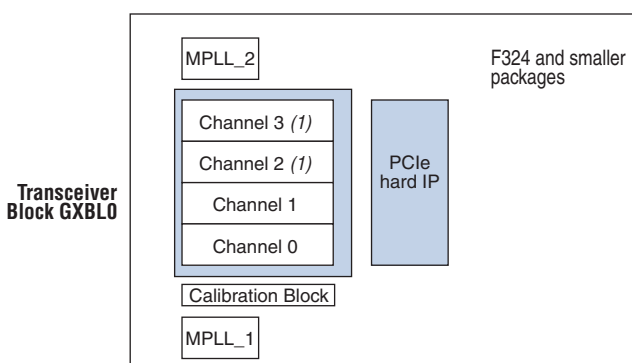 MPLL_2
F324 and smaller
packages
Channel 3 (1)
Channel 2 (1)
Channel 1
Channel 0
PCIe
hard IP
Transceiver
Block GXBL0
Calibration Block
MPLL_1